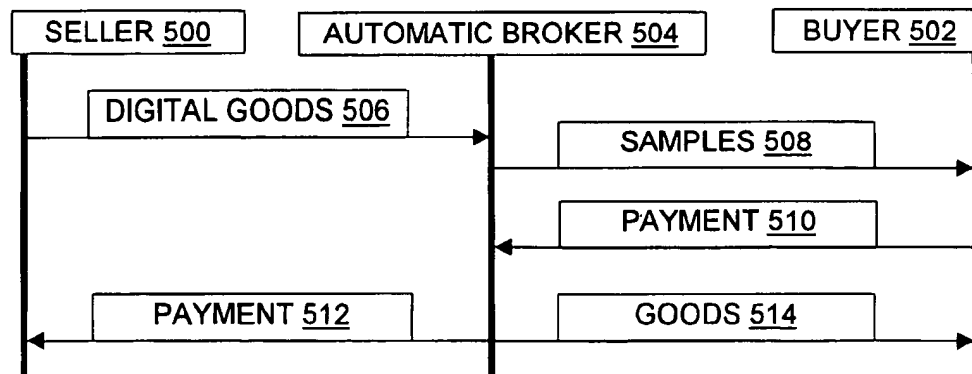 SELLER 500 AUTOMATIC BROKER 504 BUYER 502
DIGITAL GOODS 506
SAMPLES 508
PAYMENT 510
PAYMENT 512 GOODS 514